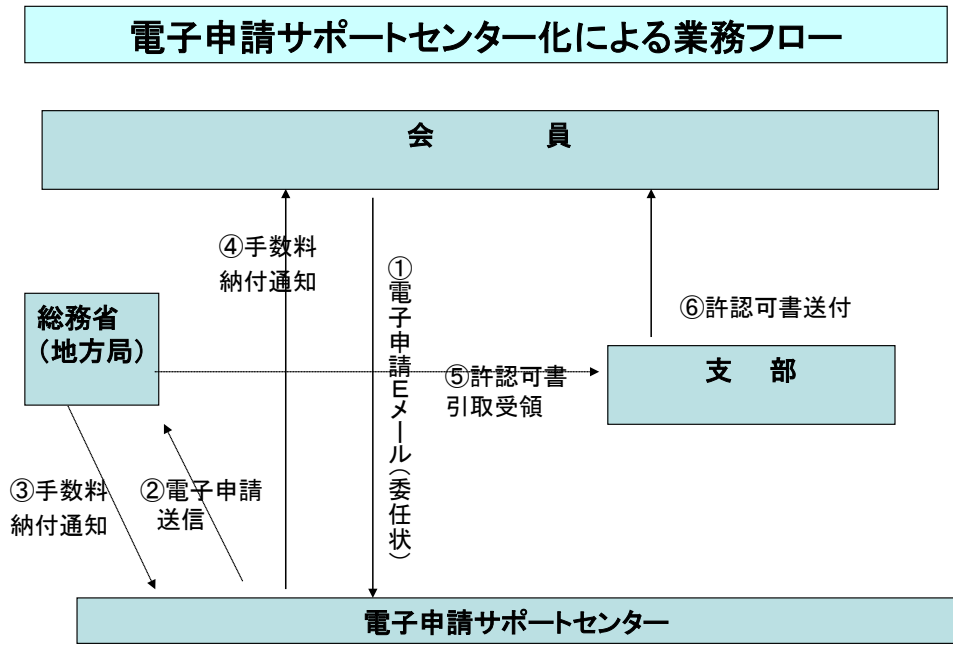 電子申請サポートセンター化による業務フロー
会　　　員
④手数料
納付通知
①電子申請Eメール(委任状)
⑥許認可書送付
総務省
(地方局)
支　部
⑤許認可書
引取受領
③手数料
納付通知
②電子申請
送信
電子申請サポートセンター